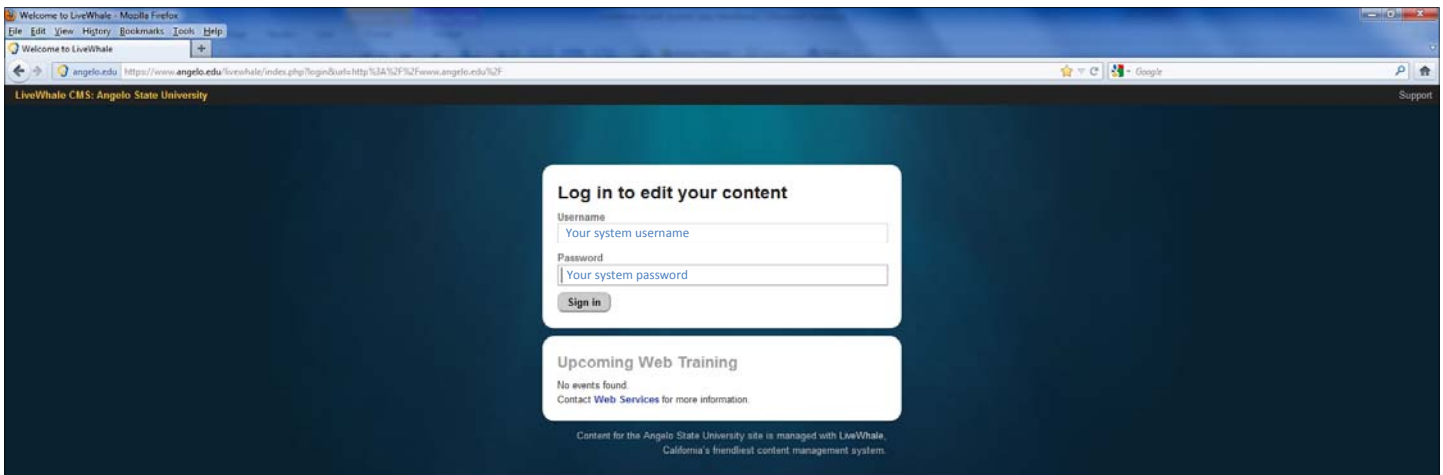 Welcome to LiveWhale - Mozilla Firefox
File Edit View History Bookmarks Tools Help
Welcome to LiveWhale +
angelo.edu https://www.angelo.edu/livewhale/index.php?login&url=http%3A%2F%2Fwww.angelo.edu%2F Google
LiveWhale CMS: Angelo State University Support
Log in to edit your content
Username
Your system username
Password
Your system password
Sign in
Upcoming Web Training
No events found.
Contact Web Services for more information.
Content for the Angelo State University site is managed with LiveWhale,
California's friendliest content management system.